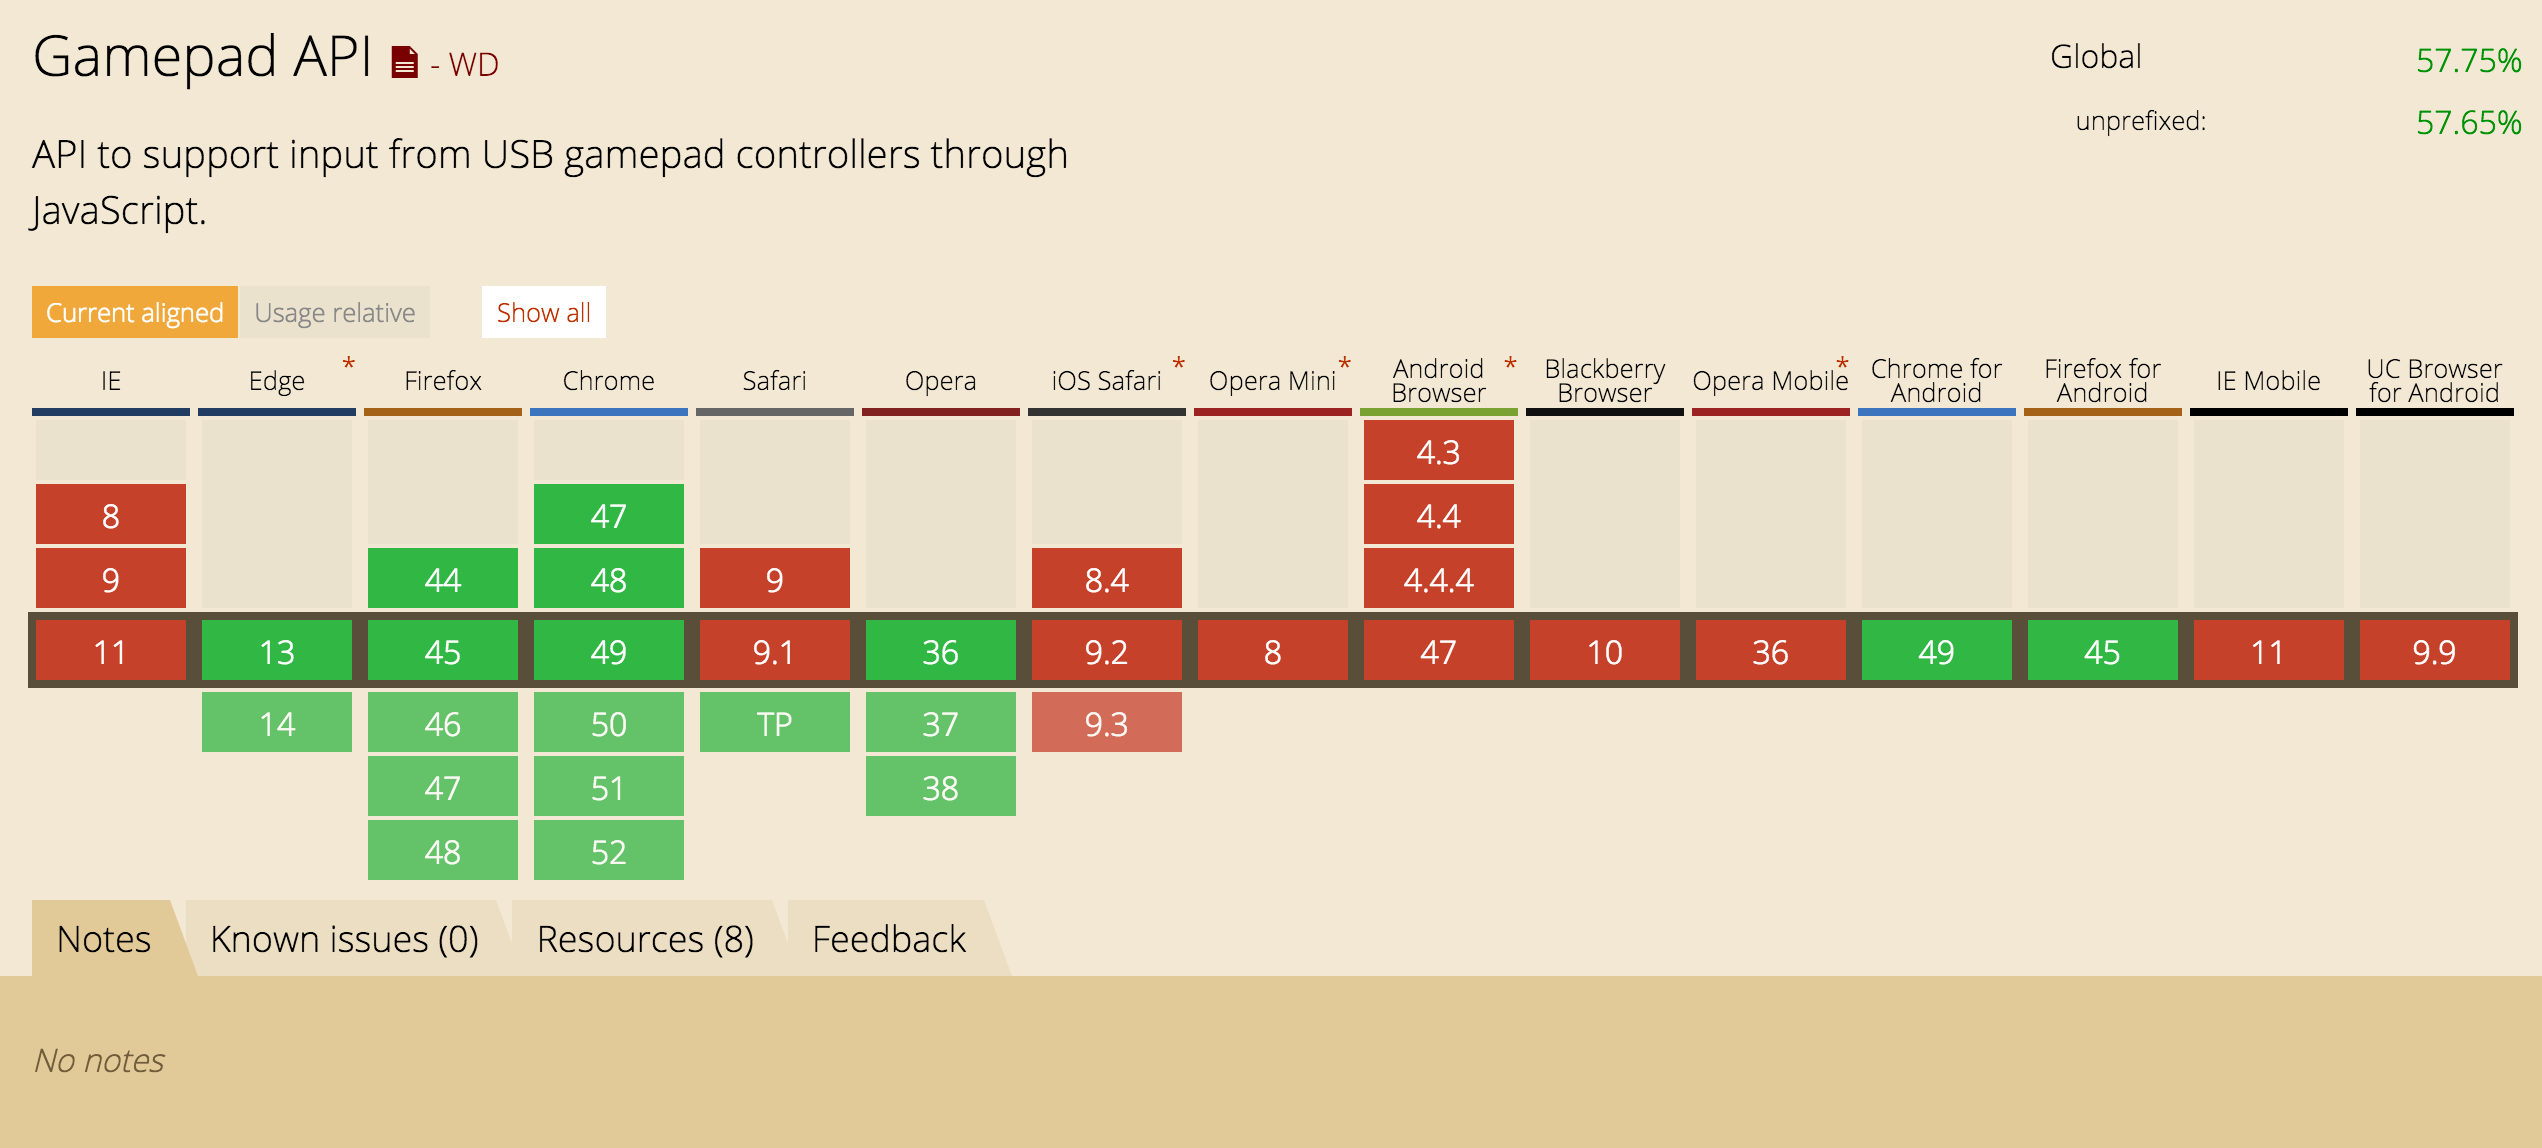 Gamepad API - WD
Global 57.75%
unprefixed: 57.65%
API to support input from USB gamepad controllers through
JavaScript.
Current aligned Usage relative Show all
IE Edge * Firefox Chrome Safari Opera iOS Safari * Opera Mini * Android Browser * Blackberry Browser Opera Mobile * Chrome for Android Firefox for Android IE Mobile UC Browser for Android
4.3
8 47 4.4
9 44 48 9 8.4 4.4.4
11 13 45 49 9.1 36 9.2 8 47 10 36 49 45 11 9.9
14 46 50 TP 37 9.3
47 51 38
48 52
Notes Known issues (0) Resources (8) Feedback
No notes